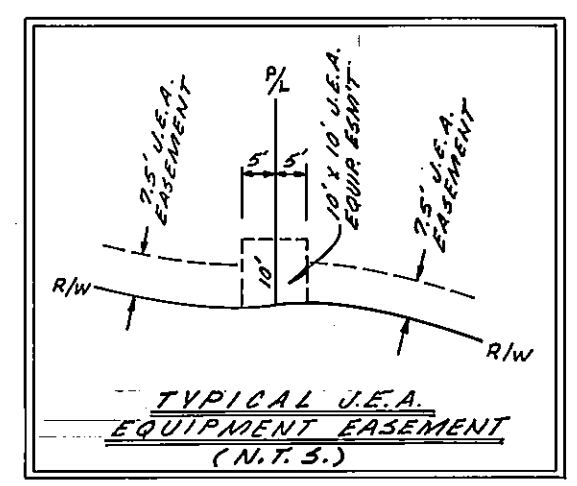 P/L
7.5' J.E.A.
EASEMENT
5' 5'
10' X 10' J.E.A.
EQUIP. ESM'T
7.5' J.E.A.
EASEMENT
10'
R/W
R/W
TYPICAL J.E.A.
EQUIPMENT EASEMENT
(N.T.S.)